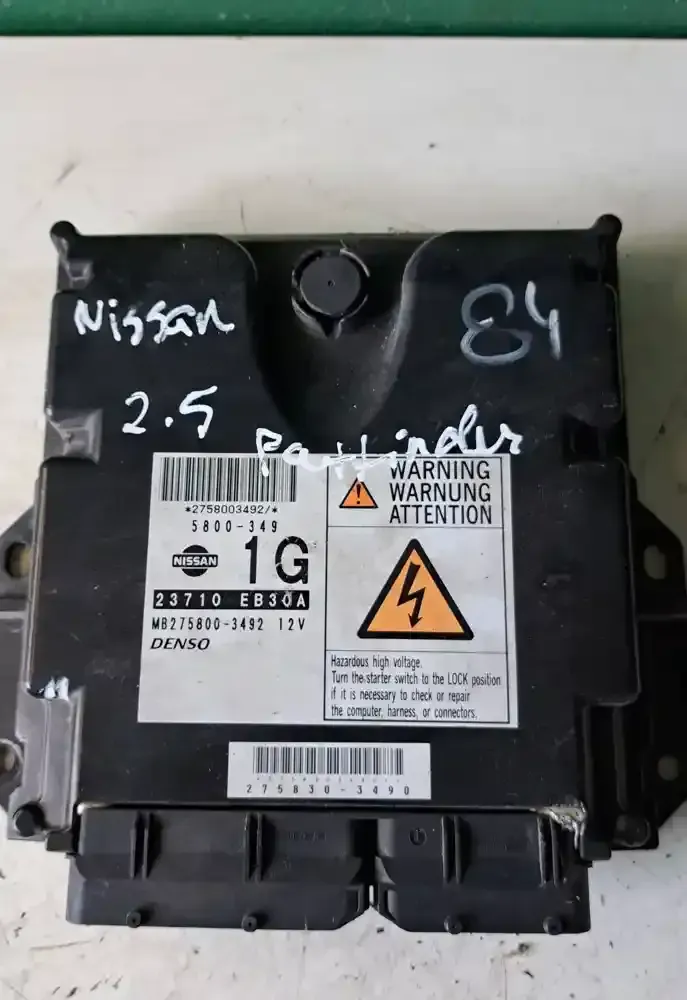 Nissan
84
2.5
Pathfinder
*2758003492/*
5800-349
NISSAN
1G
23710 EB30A
MB275800-3492 12V
DENSO
WARNING
WARNUNG
ATTENTION
Hazardous high voltage.
Turn the starter switch to the LOCK position
if it is necessary to check or repair
the computer, harness, or connectors.
275830-3490